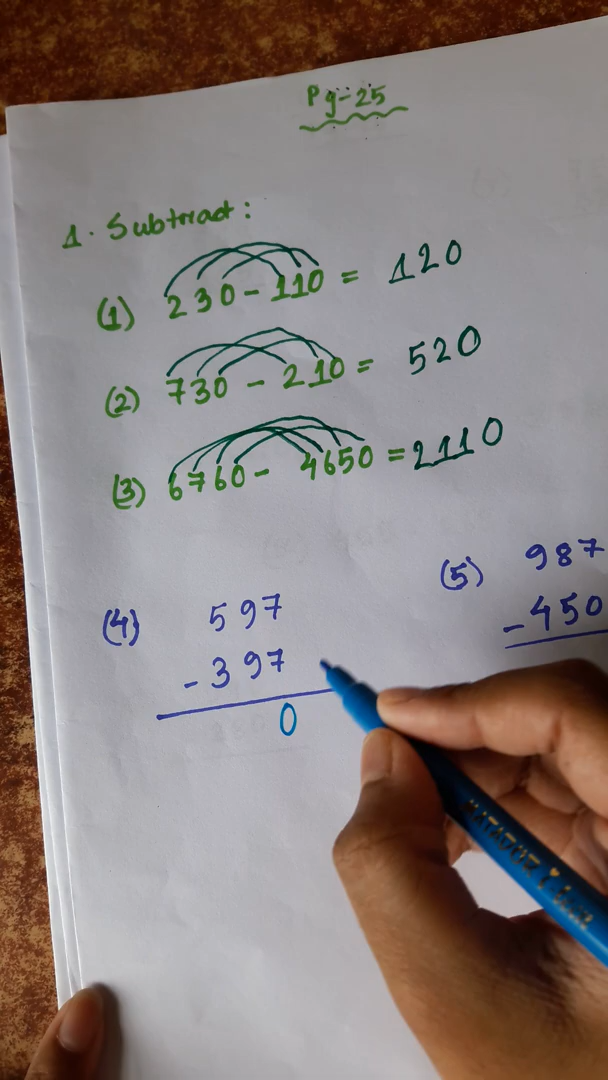 Pg-25
1. Subtract:
(1) 230 - 110 = 120
(2) 730 - 210 = 520
(3) 6760 - 4650 = 2110
(4) 597
- 397
0
(5) 987
- 450
MATADOR